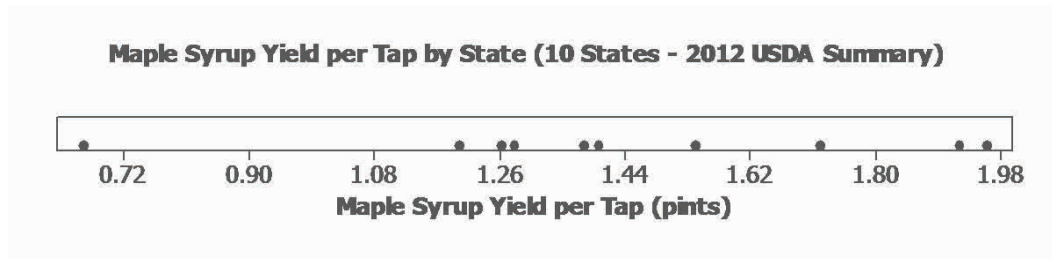 Maple Syrup Yield per Tap by State (10 States - 2012 USDA Summary)
0.72 0.90 1.08 1.26 1.44 1.62 1.80 1.98
Maple Syrup Yield per Tap (pints)